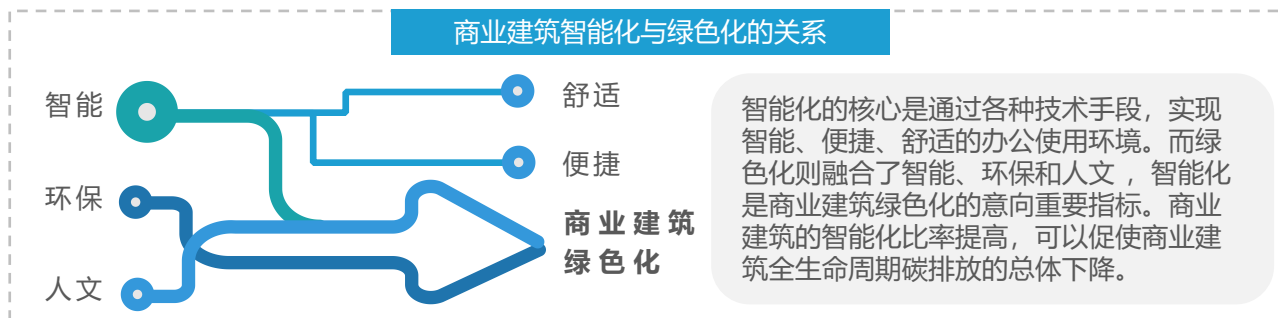 商业建筑智能化与绿色化的关系
智能
舒适
便捷
环保
商业建筑
绿色化
人文
智能化的核心是通过各种技术手段，实现
智能、便捷、舒适的办公使用环境。而绿
色化则融合了智能、环保和人文 ，智能化
是商业建筑绿色化的意向重要指标。商业
建筑的智能化比率提高，可以促使商业建
筑全生命周期碳排放的总体下降。